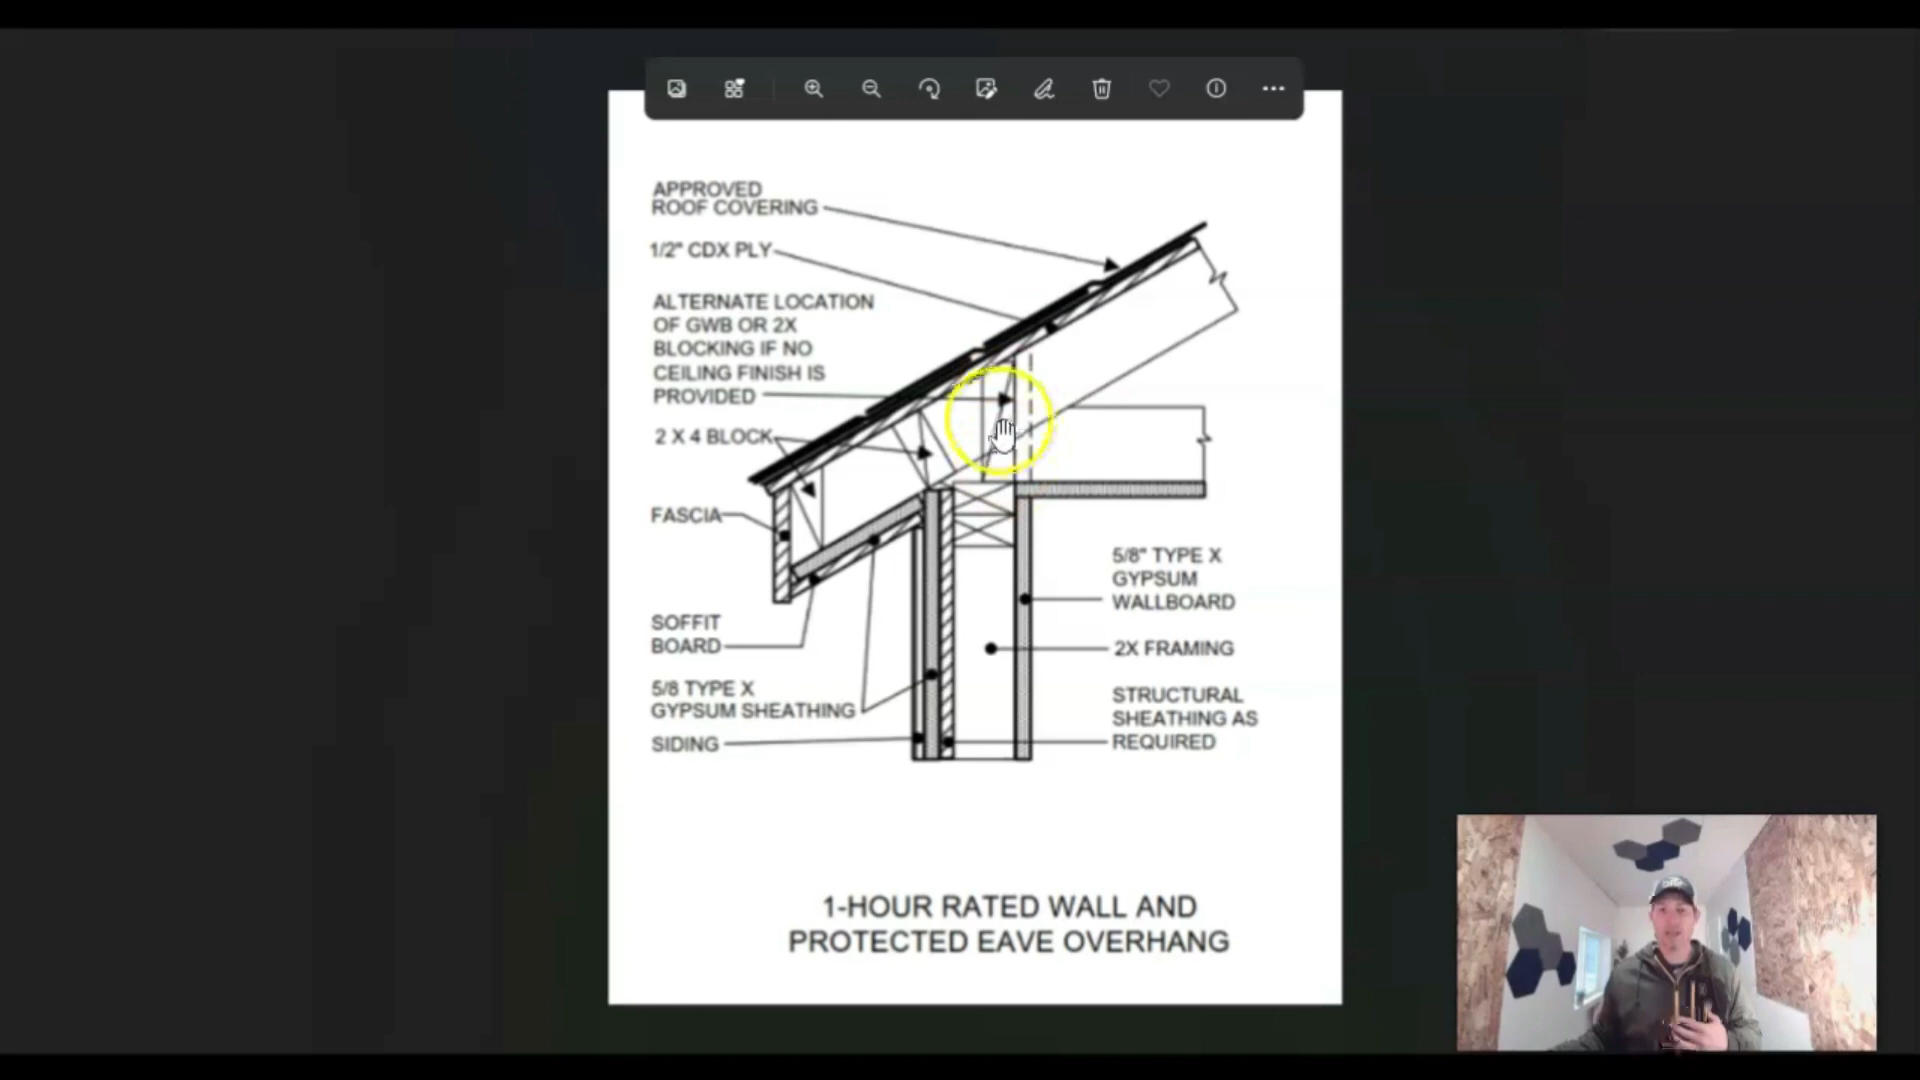 APPROVED
ROOF COVERING
1/2" CDX PLY
ALTERNATE LOCATION
OF GWB OR 2X
BLOCKING IF NO
CEILING FINISH IS
PROVIDED
2 X 4 BLOCK
FASCIA
SOFFIT
BOARD
5/8 TYPE X
GYPSUM SHEATHING
SIDING
5/8" TYPE X
GYPSUM
WALLBOARD
2X FRAMING
STRUCTURAL
SHEATHING AS
REQUIRED
1-HOUR RATED WALL AND
PROTECTED EAVE OVERHANG